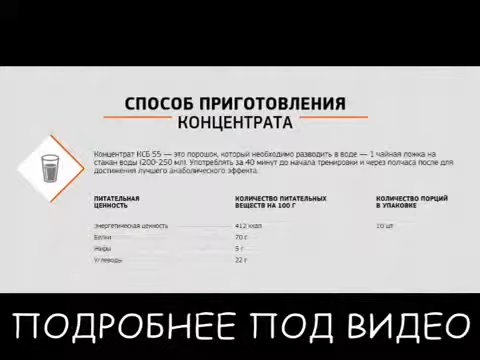 СПОСОБ ПРИГОТОВЛЕНИЯ
КОНЦЕНТРАТА
Концентрат КСБ 55 — это порошок, который необходимо разводить в воде — 1 чайная ложка на
стакан воды (200-250 мл). Употреблять за 40 минут до начала тренировки и через полчаса после для
достижения лучшего анаболического эффекта.
ПИТАТЕЛЬНАЯ ЦЕННОСТЬ КОЛИЧЕСТВО ПИТАТЕЛЬНЫХ ВЕЩЕСТВ НА 100 Г КОЛИЧЕСТВО ПОРЦИЙ В УПАКОВКЕ
Энергетическая ценность 412 ккал 10 шт
Белки 70 г
Жиры 5 г
Углеводы 22 г
ПОДРОБНЕЕ ПОД ВИДЕО